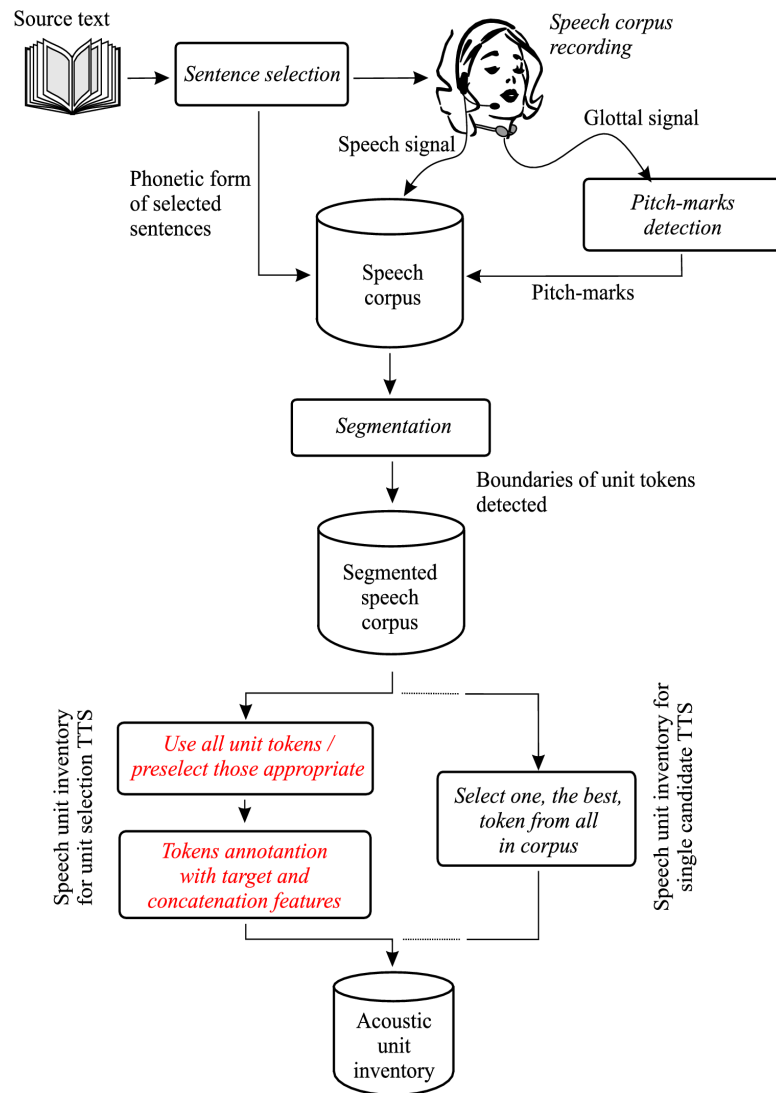 Source text
Speech corpus
recording
Sentence selection
Speech signal
Glottal signal
Phonetic form
of selected
sentences
Pitch-marks
detection
Speech
corpus
Pitch-marks
Segmentation
Boundaries of unit tokens
detected
Segmented
speech
corpus
Speech unit inventory
for unit selection TTS
Use all unit tokens /
preselect those appropriate
Tokens annotantion
with target and
concatenation features
Select one, the best,
token from all
in corpus
Speech unit inventory for
single candidate TTS
Acoustic
unit
inventory